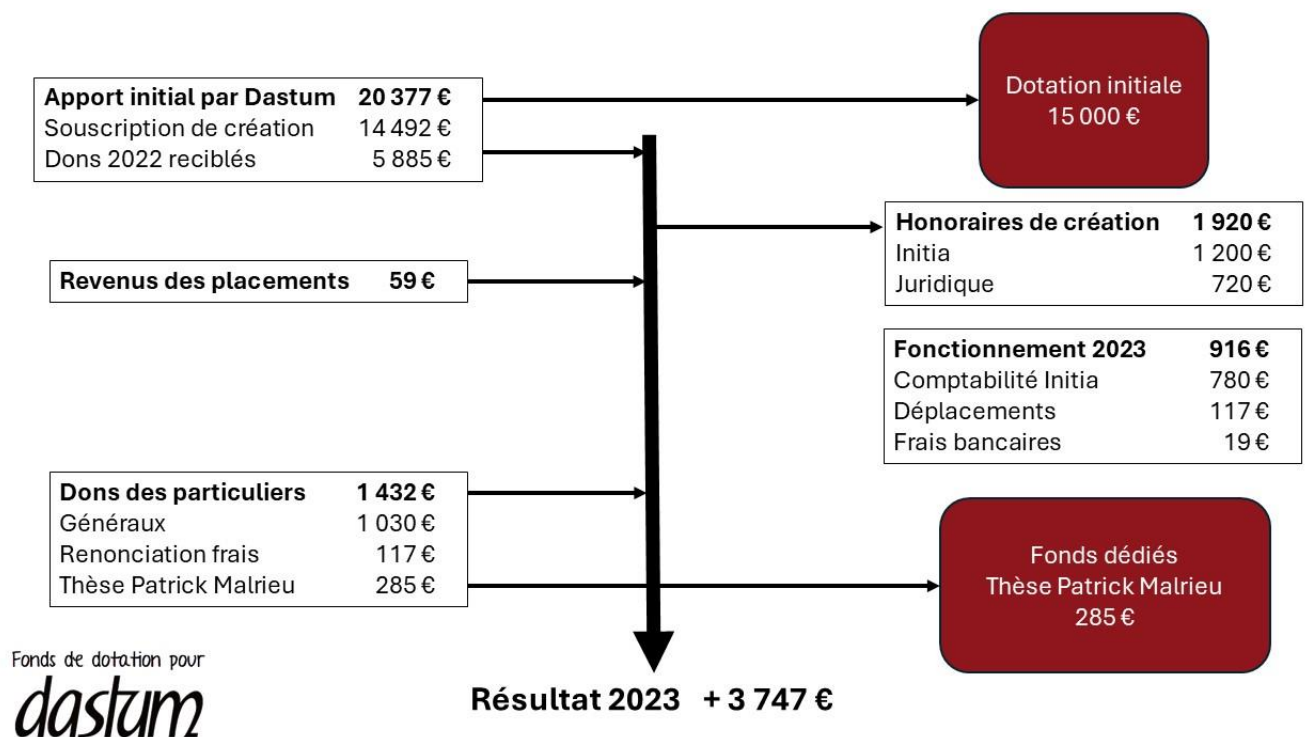 Dotation initiale
15 000 €
Apport initial par Dastum 20 377 €
Souscription de création 14 492 €
Dons 2022 reciblés 5 885 €
Honoraires de création 1 920 €
Initia 1 200 €
Juridique 720 €
Revenus des placements 59 €
Fonctionnement 2023 916 €
Comptabilité Initia 780 €
Déplacements 117 €
Frais bancaires 19 €
Dons des particuliers 1 432 €
Généraux 1 030 €
Renonciation frais 117 €
Thèse Patrick Malrieu 285 €
Fonds dédiés
Thèse Patrick Malrieu
285 €
Fonds de dotation pour
dastum
Résultat 2023 + 3 747 €